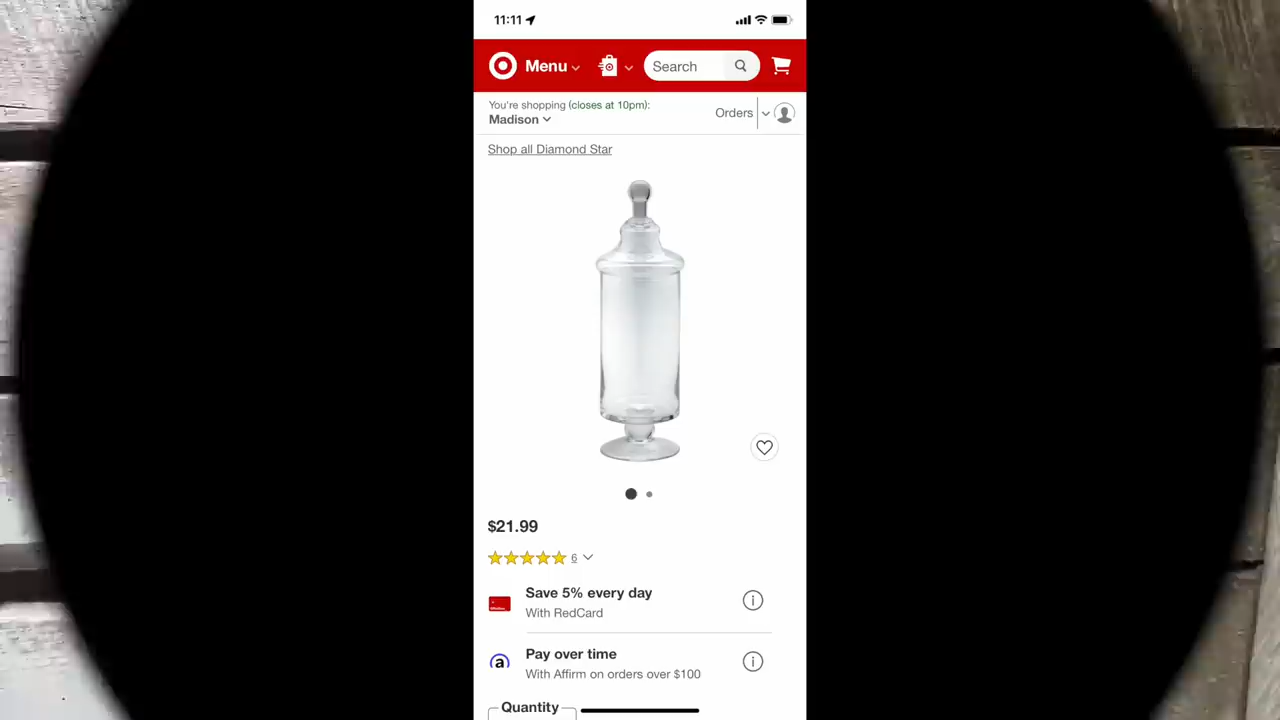 11:11
Menu
Search
You're shopping (closes at 10pm):
Madison
Orders
Shop all Diamond Star
$21.99
6
Save 5% every day
With RedCard
Pay over time
a
With Affirm on orders over $100
Quantity